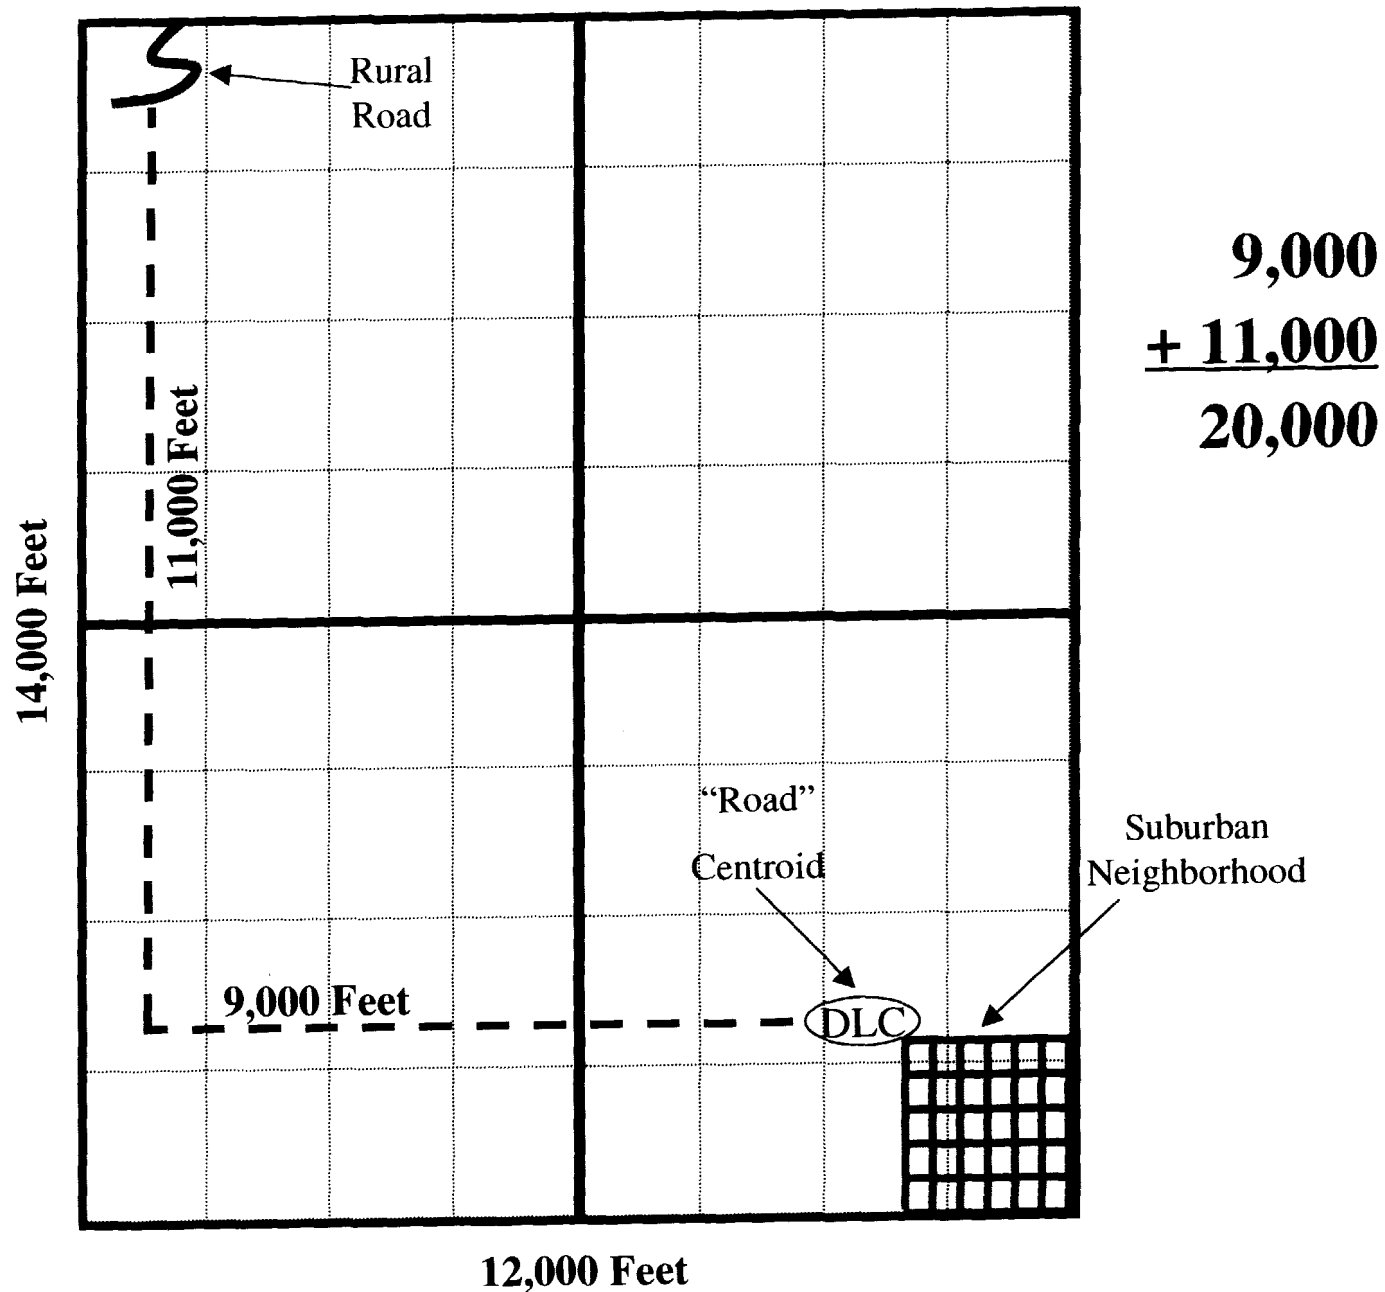 Rural
Road
9,000
+ 11,000
20,000
11,000 Feet
14,000 Feet
“Road”
Centroid
Suburban
Neighborhood
9,000 Feet
DLC
12,000 Feet